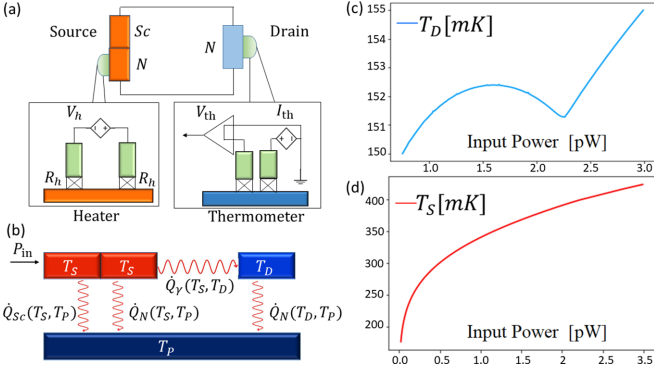 (a)
Source
Sc
N
N
Drain
V_h
R_h
R_h
Heater
V_th
I_th
Thermometer
(b)
P_in
T_S
T_S
T_D
Q̇_γ(T_S, T_D)
Q̇_Sc(T_S, T_P)
Q̇_N(T_S, T_P)
Q̇_N(T_D, T_P)
T_P
(c)
T_D[mK]
155
153
152
151
150
Input Power [pW]
1.0
1.5
2.0
2.5
3.0
(d)
T_S[mK]
400
350
300
250
200
Input Power [pW]
0.0
0.5
1
1.5
2
2.5
3.0
3.5